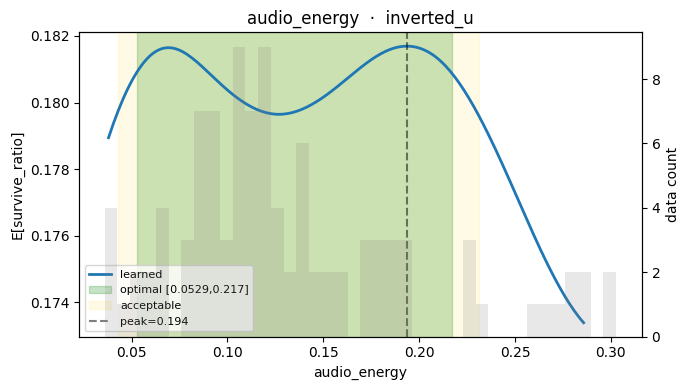 audio_energy · inverted_u
E[survive_ratio]
0.182
0.180
0.178
0.176
0.174
learned
optimal [0.0529,0.217]
acceptable
peak=0.194
0.05
0.10
0.15
0.20
0.25
0.30
audio_energy
8
6
4
2
0
data count